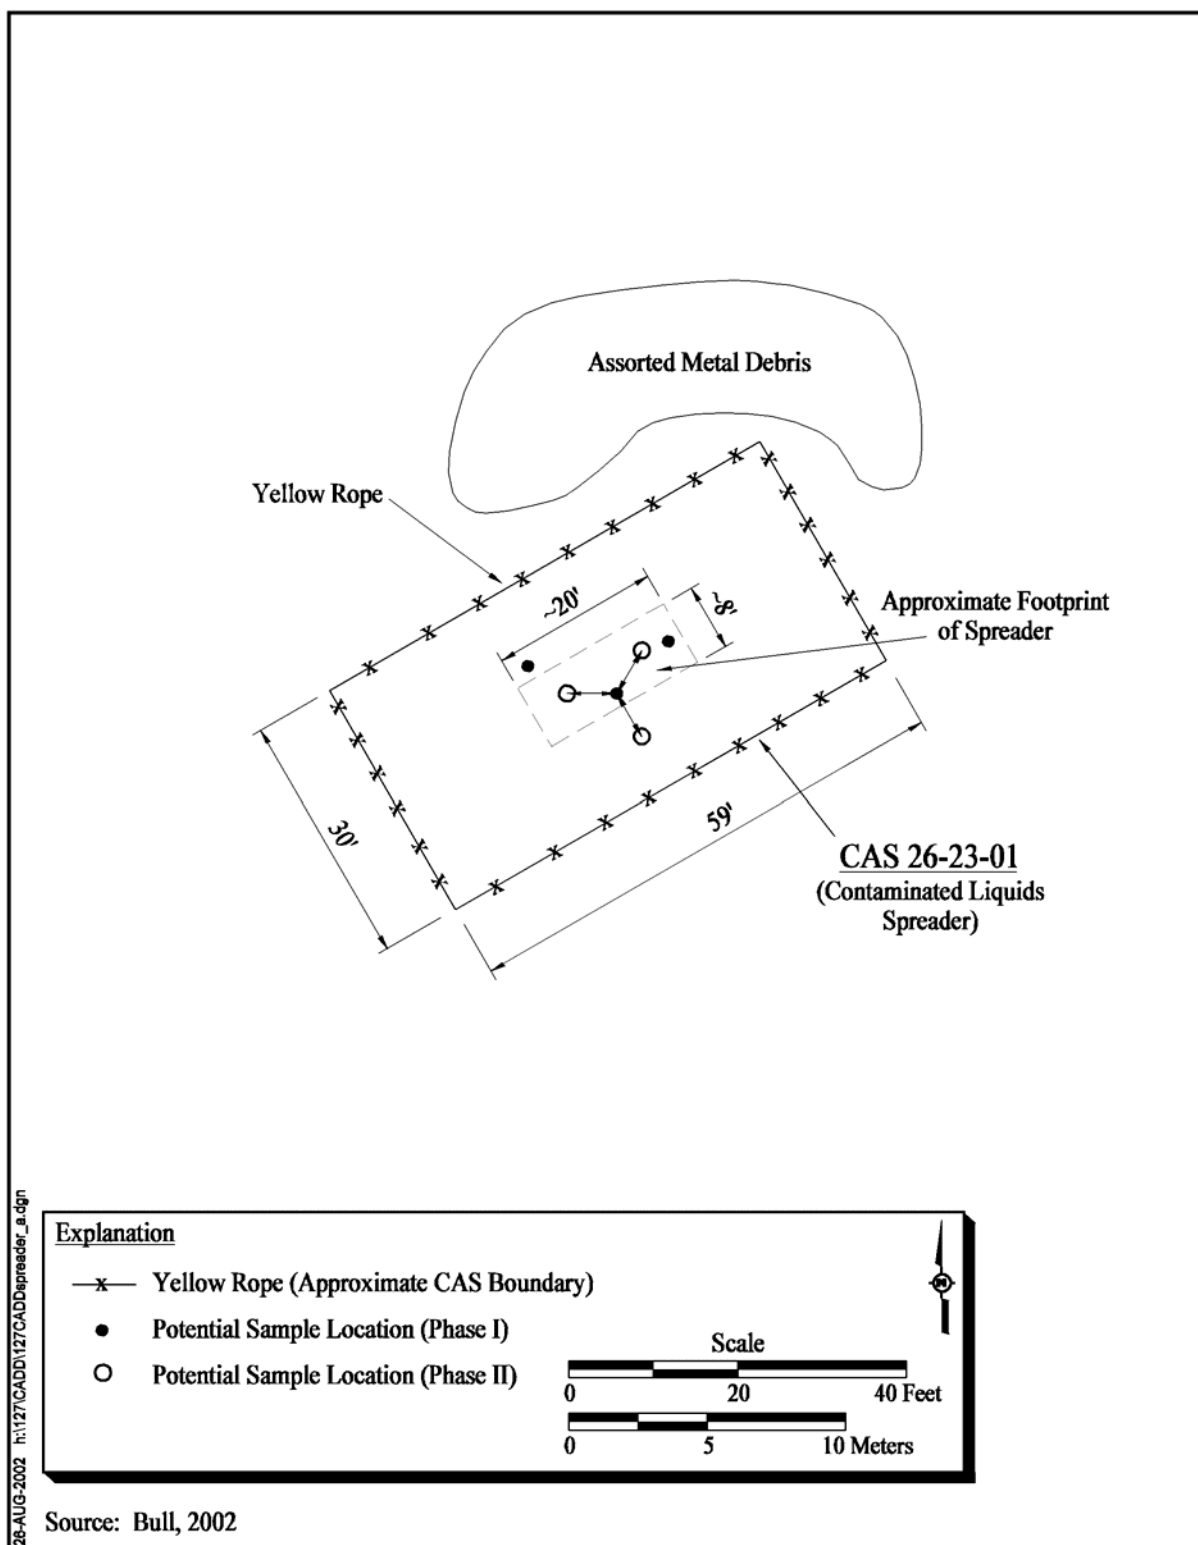 Assorted Metal Debris
Yellow Rope
~20'
~8'
Approximate Footprint
of Spreader
30'
59'
CAS 26-23-01
(Contaminated Liquids
Spreader)
26-AUG-2002 h:\127\CADD\127CADDspreader_a.dgn
Explanation
x Yellow Rope (Approximate CAS Boundary)
Potential Sample Location (Phase I)
Potential Sample Location (Phase II)
N
Scale
0 20 40 Feet
0 5 10 Meters
Source: Bull, 2002